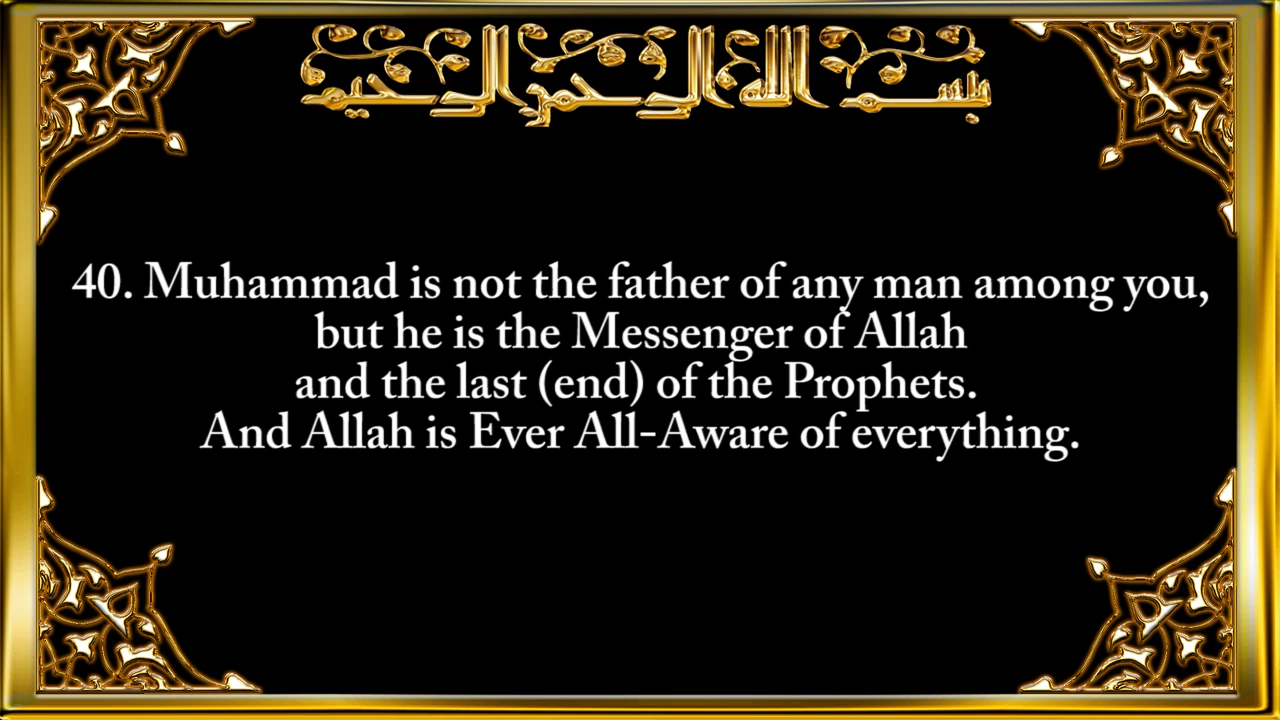 بسم الله الرحمن الرحيم
40. Muhammad is not the father of any man among you,
but he is the Messenger of Allah
and the last (end) of the Prophets.
And Allah is Ever All-Aware of everything.